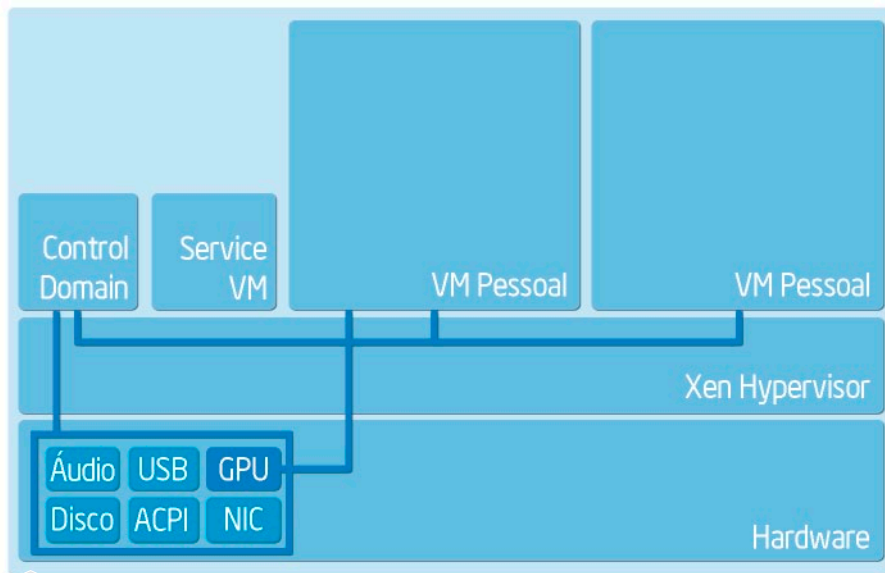 Control
Domain
Service
VM
VM Pessoal
VM Pessoal
Xen Hypervisor
Áudio
USB
GPU
Disco
ACPI
NIC
Hardware